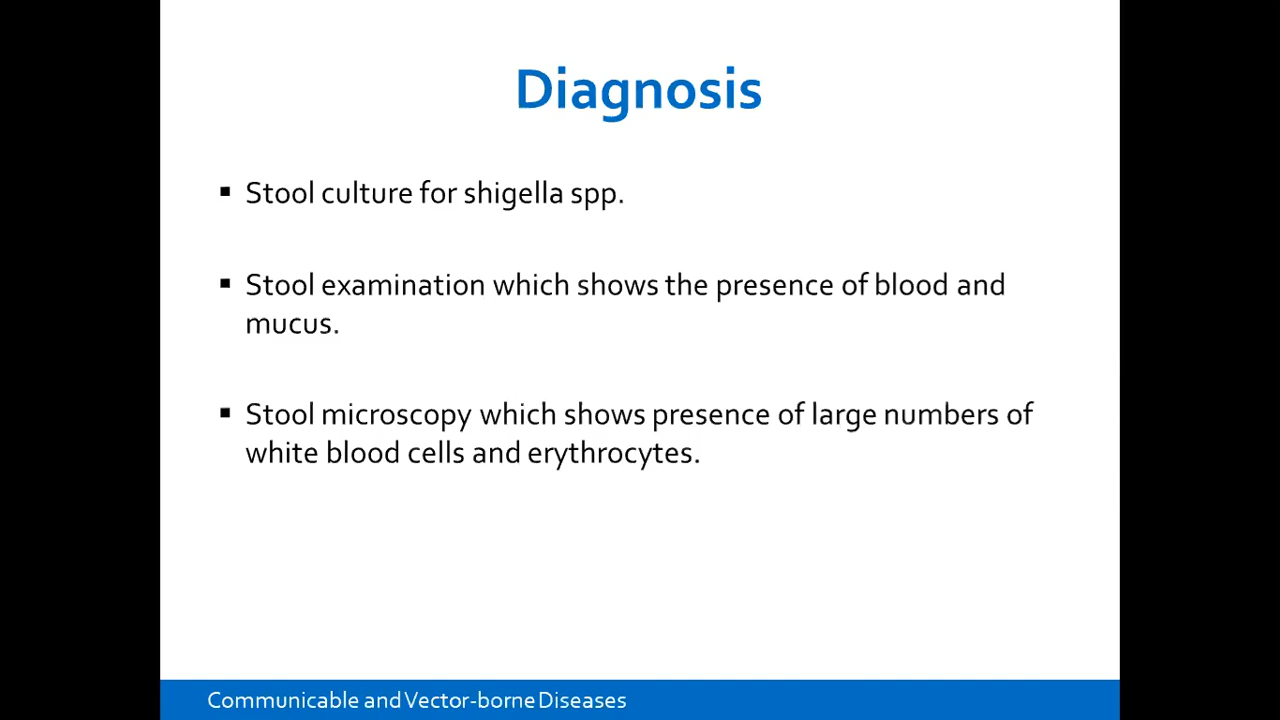 Diagnosis
▪ Stool culture for shigella spp.
▪ Stool examination which shows the presence of blood and
mucus.
▪ Stool microscopy which shows presence of large numbers of
white blood cells and erythrocytes.
Communicable and Vector-borne Diseases